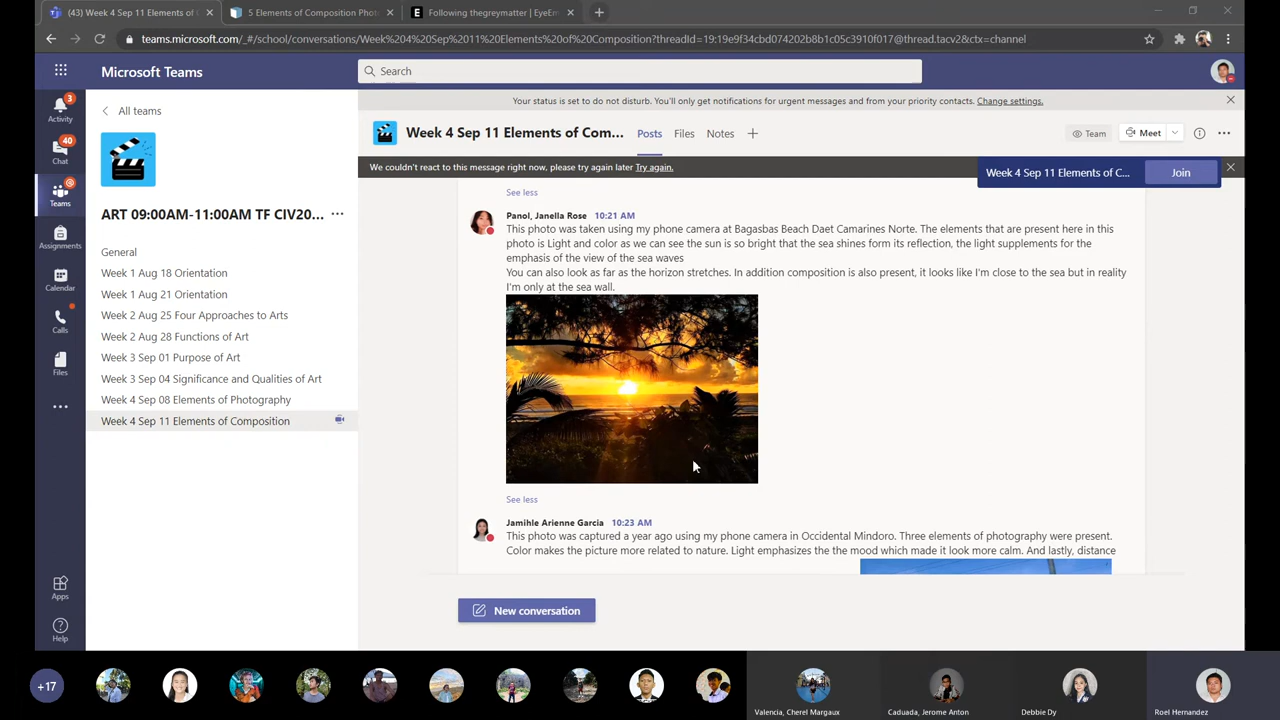 (43) Week 4 Sep 11 Elements of C
5 Elements of Composition Phot
Following thegreymatter | EyeEm
teams.microsoft.com/_#/school/conversations/Week%204%20Sep%2011%20Elements%20of%20Composition?threadId=19:19e9f34cbd074202b8b1c05c3910f017@thread.tacv2&ctx=channel
Microsoft Teams
Search
Your status is set to do not disturb. You'll only get notifications for urgent messages and from your priority contacts. Change settings.
Activity
3
Chat
40
Teams
Assignments
Calendar
Calls
Files
Apps
Help
All teams
ART 09:00AM-11:00AM TF CIV20...
General
Week 1 Aug 18 Orientation
Week 1 Aug 21 Orientation
Week 2 Aug 25 Four Approaches to Arts
Week 2 Aug 28 Functions of Art
Week 3 Sep 01 Purpose of Art
Week 3 Sep 04 Significance and Qualities of Art
Week 4 Sep 08 Elements of Photography
Week 4 Sep 11 Elements of Composition
Week 4 Sep 11 Elements of Com... Posts Files Notes
Team Meet
We couldn't react to this message right now, please try again later Try again.
Week 4 Sep 11 Elements of C... Join
See less
Panol, Janella Rose 10:21 AM
This photo was taken using my phone camera at Bagasbas Beach Daet Camarines Norte. The elements that are present here in this
photo is Light and color as we can see the sun is so bright that the sea shines form its reflection, the light supplements for the
emphasis of the view of the sea waves
You can also look as far as the horizon stretches. In addition composition is also present, it looks like I'm close to the sea but in reality
I'm only at the sea wall.
See less
Jamihle Arienne Garcia 10:23 AM
This photo was captured a year ago using my phone camera in Occidental Mindoro. Three elements of photography were present.
Color makes the picture more related to nature. Light emphasizes the the mood which made it look more calm. And lastly, distance
New conversation
+17
Valencia, Cherel Margaux
Caduada, Jerome Anton
Debbie Dy
Roel Hernandez